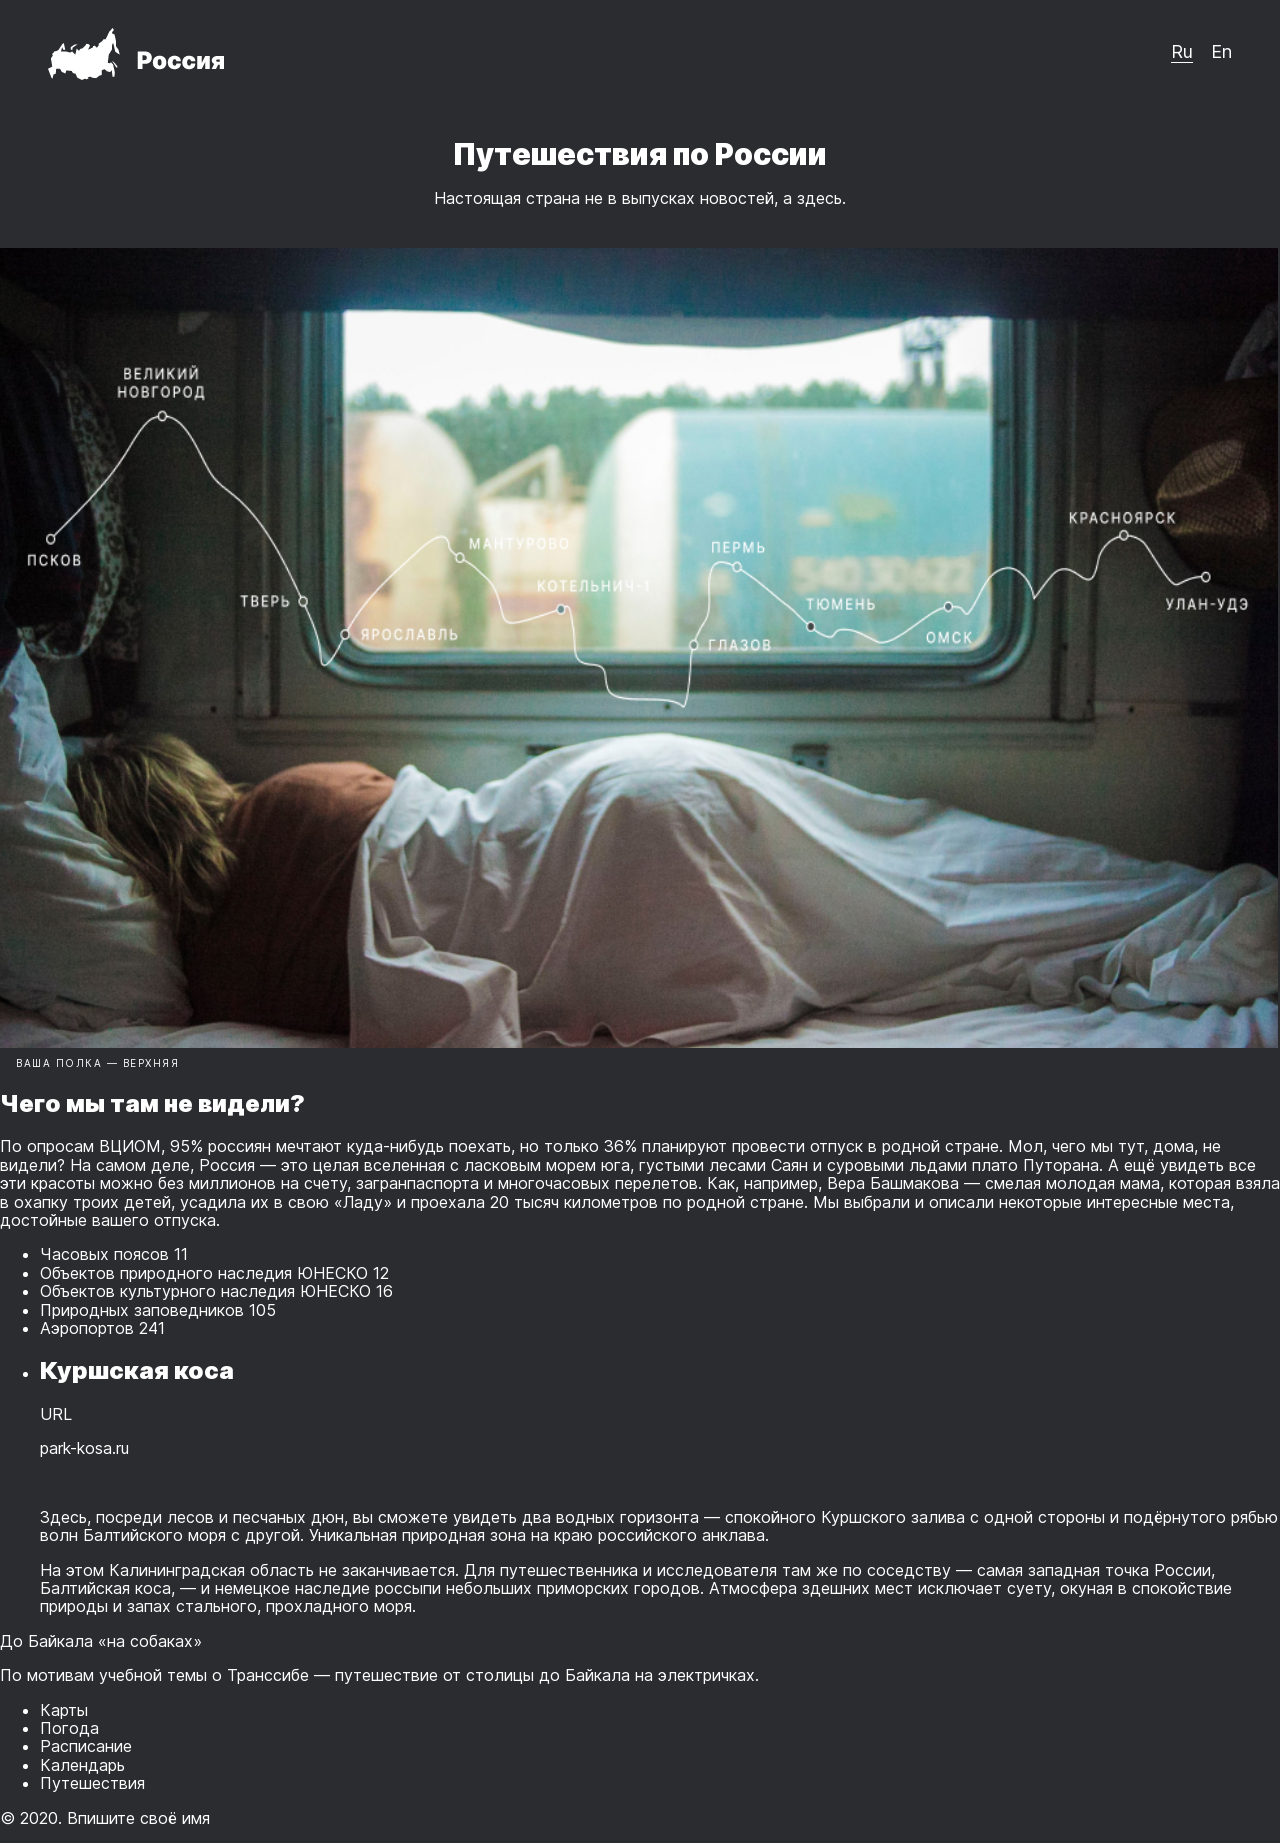 Россия
Ru En
Путешествия по России
Настоящая страна не в выпусках новостей, а здесь.
ВЕЛИКИЙ
НОВГОРОД
ПСКОВ
ТВЕРЬ
ЯРОСЛАВЛЬ
МАНТУРОВО
КОТЕЛЬНИЧ-1
ГЛАЗОВ
ПЕРМЬ
ТЮМЕНЬ
ОМСК
КРАСНОЯРСК
УЛАН-УДЭ
54030622
ВАША ПОЛКА — ВЕРХНЯЯ
Чего мы там не видели?
По опросам ВЦИОМ, 95% россиян мечтают куда-нибудь поехать, но только 36% планируют провести отпуск в родной стране. Мол, чего мы тут, дома, не
видели? На самом деле, Россия — это целая вселенная с ласковым морем юга, густыми лесами Саян и суровыми льдами плато Путорана. А ещё увидеть все
эти красоты можно без миллионов на счету, загранпаспорта и многочасовых перелетов. Как, например, Вера Башмакова — смелая молодая мама, которая взяла
в охапку троих детей, усадила их в свою «Ладу» и проехала 20 тысяч километров по родной стране. Мы выбрали и описали некоторые интересные места,
достойные вашего отпуска.
• Часовых поясов 11
• Объектов природного наследия ЮНЕСКО 12
• Объектов культурного наследия ЮНЕСКО 16
• Природных заповедников 105
• Аэропортов 241
• Куршская коса
URL
park-kosa.ru
Здесь, посреди лесов и песчаных дюн, вы сможете увидеть два водных горизонта — спокойного Куршского залива с одной стороны и подёрнутого рябью
волн Балтийского моря с другой. Уникальная природная зона на краю российского анклава.
На этом Калининградская область не заканчивается. Для путешественника и исследователя там же по соседству — самая западная точка России,
Балтийская коса, — и немецкое наследие россыпи небольших приморских городов. Атмосфера здешних мест исключает суету, окуная в спокойствие
природы и запах стального, прохладного моря.
До Байкала «на собаках»
По мотивам учебной темы о Транссибе — путешествие от столицы до Байкала на электричках.
• Карты
• Погода
• Расписание
• Календарь
• Путешествия
© 2020. Впишите своё имя